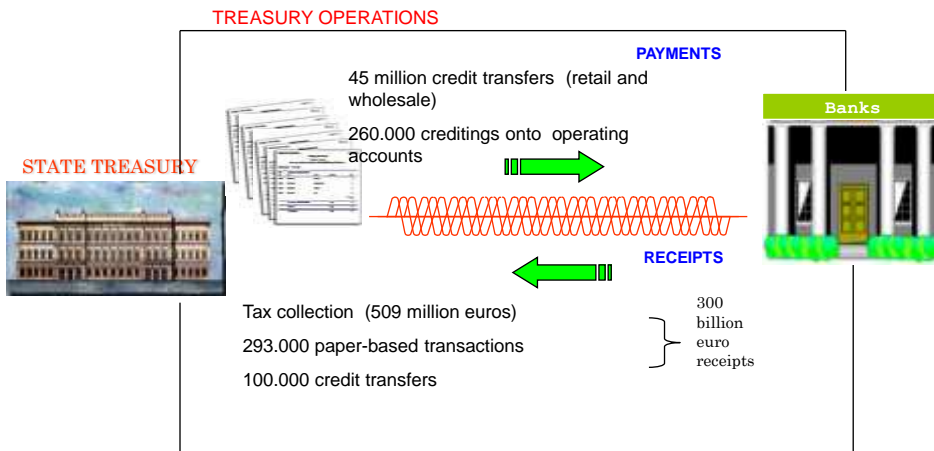 TREASURY OPERATIONS
PAYMENTS
45 million credit transfers (retail and
wholesale)
260.000 creditings onto operating
accounts
Banks
STATE TREASURY
RECEIPTS
Tax collection (509 million euros)
293.000 paper-based transactions
100.000 credit transfers
300
billion
euro
receipts